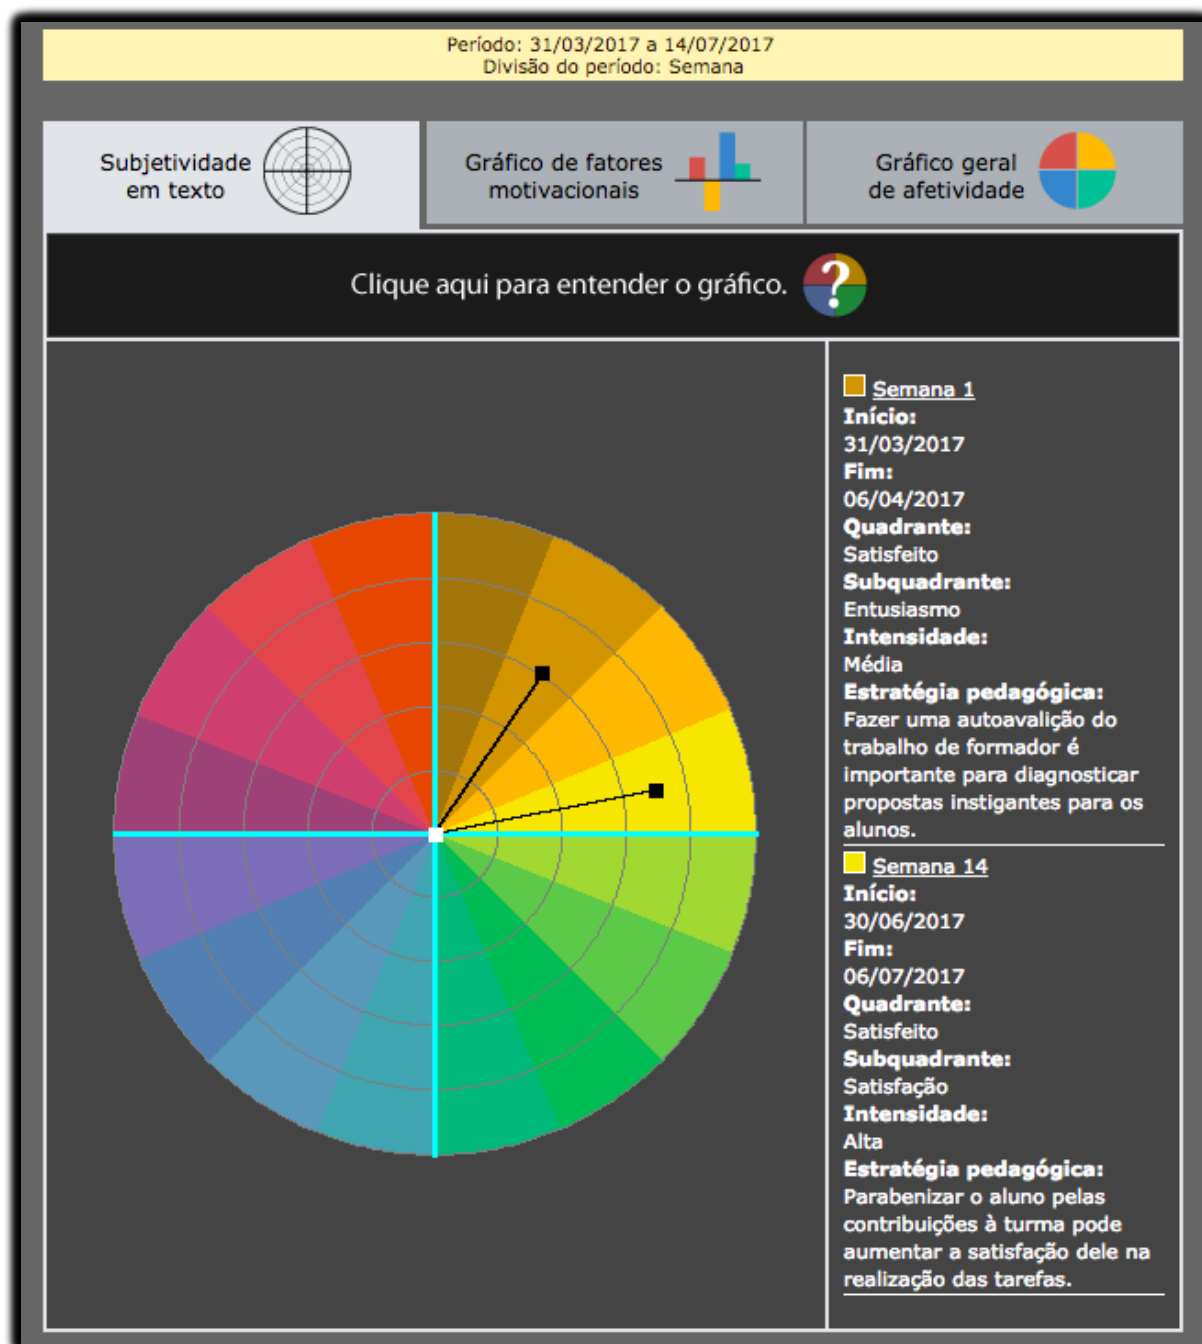 Período: 31/03/2017 a 14/07/2017
Divisão do período: Semana
Subjetividade
em texto
Gráfico de fatores
motivacionais
Gráfico geral
de afetividade
Clique aqui para entender o gráfico.
?
Semana 1
Início:
31/03/2017
Fim:
06/04/2017
Quadrante:
Satisfeito
Subquadrante:
Entusiasmo
Intensidade:
Média
Estratégia pedagógica:
Fazer uma autoavalição do
trabalho de formador é
importante para diagnosticar
propostas instigantes para os
alunos.
Semana 14
Início:
30/06/2017
Fim:
06/07/2017
Quadrante:
Satisfeito
Subquadrante:
Satisfação
Intensidade:
Alta
Estratégia pedagógica:
Parabenizar o aluno pelas
contribuições à turma pode
aumentar a satisfação dele na
realização das tarefas.